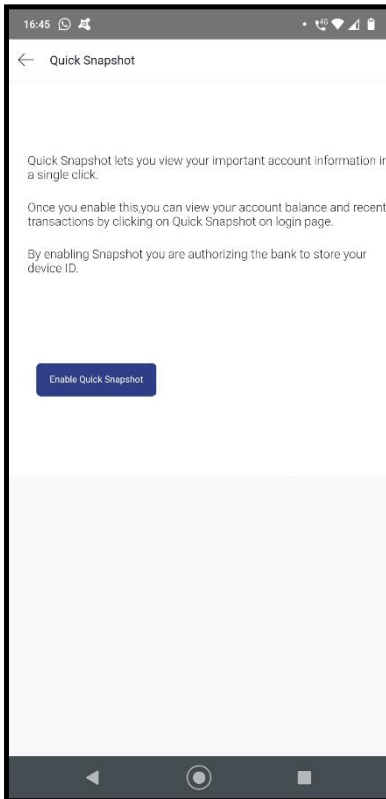 16:45
4G
Quick Snapshot
Quick Snapshot lets you view your important account information in
a single click.
Once you enable this,you can view your account balance and recent
transactions by clicking on Quick Snapshot on login page.
By enabling Snapshot you are authorizing the bank to store your
device ID.
Enable Quick Snapshot